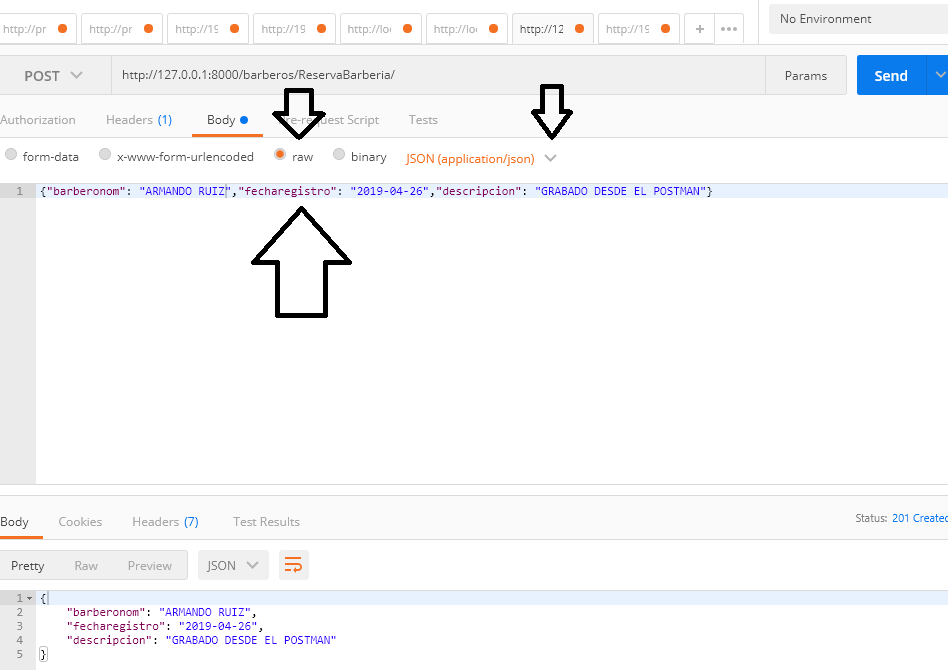 http://pr http://pr http://19 http://19 http://loc http://loc http://12 http://19 + ••• No Environment
POST http://127.0.0.1:8000/barberos/ReservaBarberia/ Params Send
Authorization Headers (1) Body re-request Script Tests
form-data x-www-form-urlencoded raw binary JSON (application/json)
1 {"barberonom": "ARMANDO RUIZ","fecharegistro": "2019-04-26","descripcion": "GRABADO DESDE EL POSTMAN"}
Body Cookies Headers (7) Test Results Status: 201 Created
Pretty Raw Preview JSON
1 {
2 "barberonom": "ARMANDO RUIZ",
3 "fecharegistro": "2019-04-26",
4 "descripcion": "GRABADO DESDE EL POSTMAN"
5 }